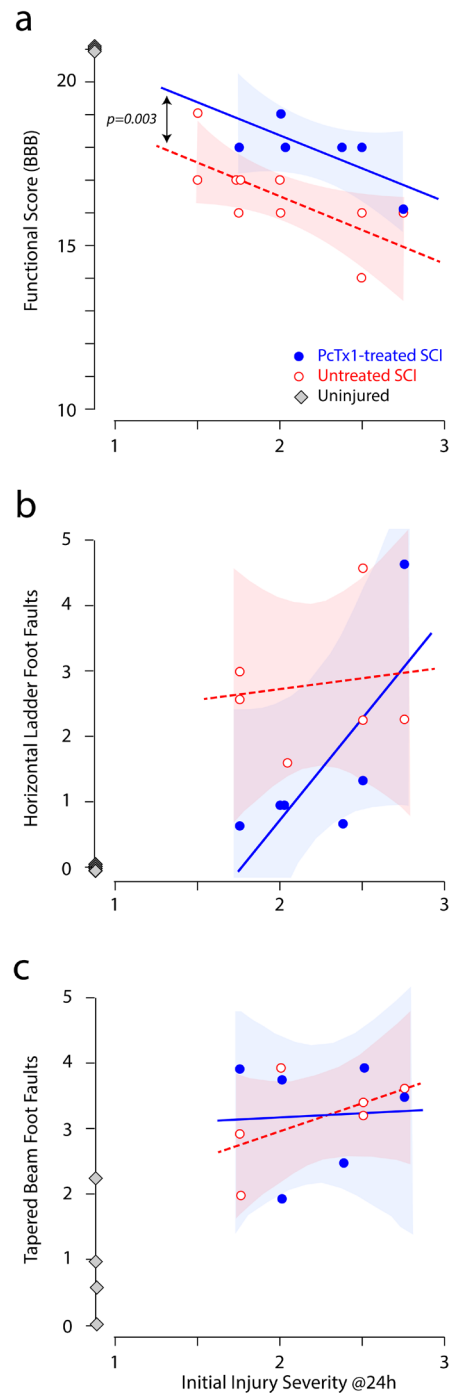 a
20
p=0.003
15
10
Functional Score (BBB)
PcTx1-treated SCI
Untreated SCI
Uninjured
1 2 3
b
5
4
3
2
1
0
Horizontal Ladder Foot Faults
1 2 3
c
5
4
3
2
1
0
Tapered Beam Foot Faults
1 2 3
Initial Injury Severity @24h